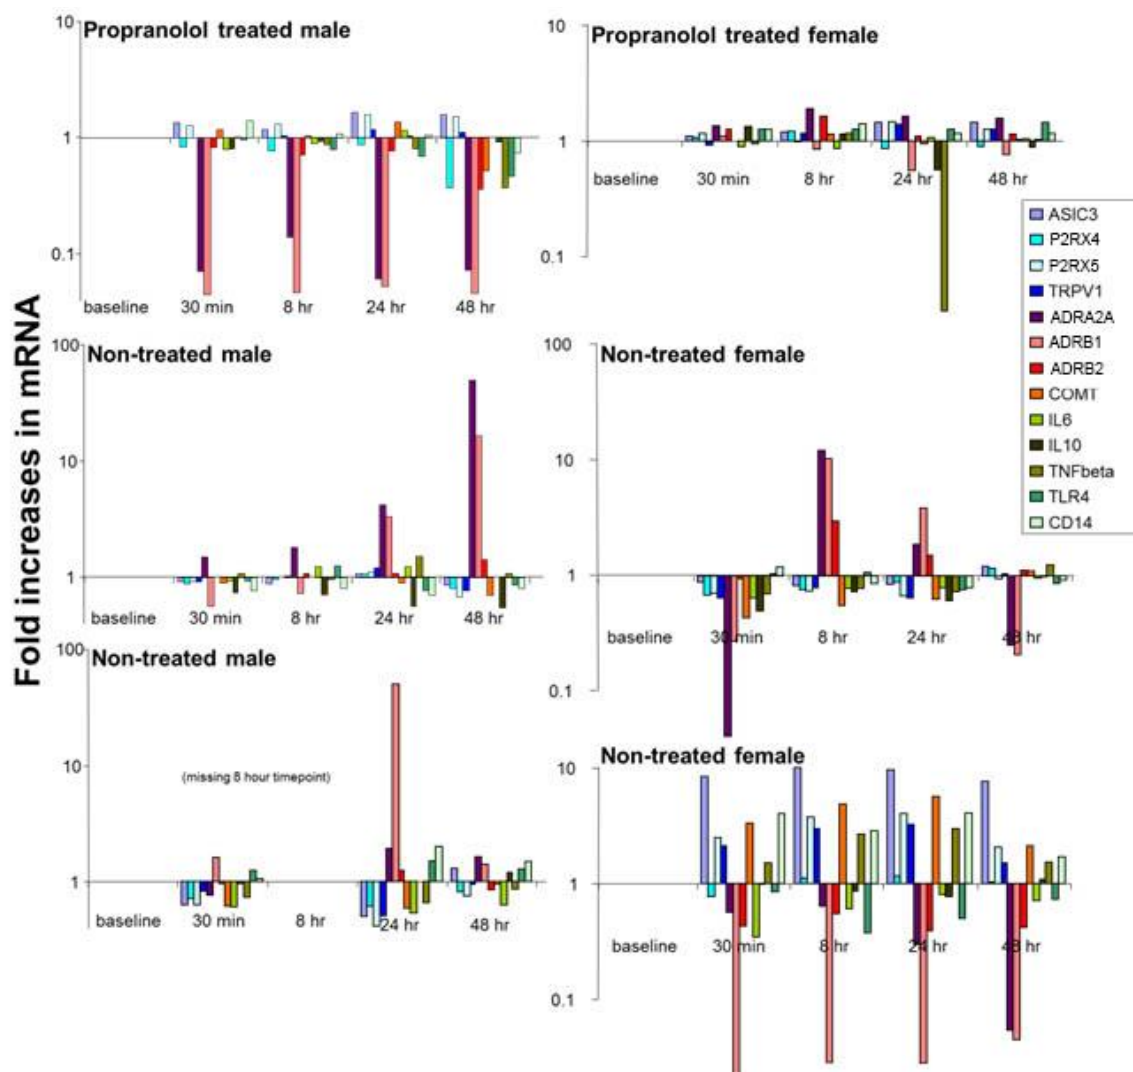 Fold increases in mRNA
Propranolol treated male
10
1
0.1
baseline 30 min 8 hr 24 hr 48 hr
Propranolol treated female
10
1
0.1
baseline 30 min 8 hr 24 hr 48 hr
ASIC3
P2RX4
P2RX5
TRPV1
ADRA2A
ADRB1
ADRB2
COMT
IL6
IL10
TNFbeta
TLR4
CD14
Non-treated male
100
10
1
baseline 30 min 8 hr 24 hr 48 hr
Non-treated female
100
10
1
0.1
baseline 30 min 8 hr 24 hr 48 hr
Non-treated male
100
10
1
(missing 8 hour timepoint)
baseline 30 min 8 hr 24 hr 48 hr
Non-treated female
10
1
0.1
baseline 30 min 8 hr 24 hr 48 hr